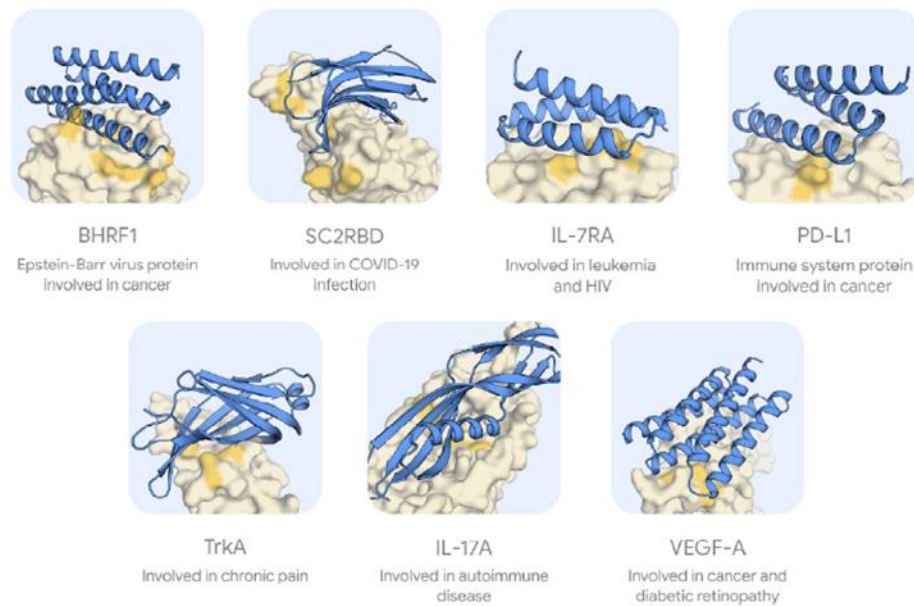 BHRF1
Epstein-Barr virus protein
involved in cancer
SC2RBD
Involved in COVID-19
infection
IL-7RA
Involved in leukemia
and HIV
PD-L1
Immune system protein
involved in cancer
TrkA
Involved in chronic pain
IL-17A
Involved in autoimmune
disease
VEGF-A
Involved in cancer and
diabetic retinopathy